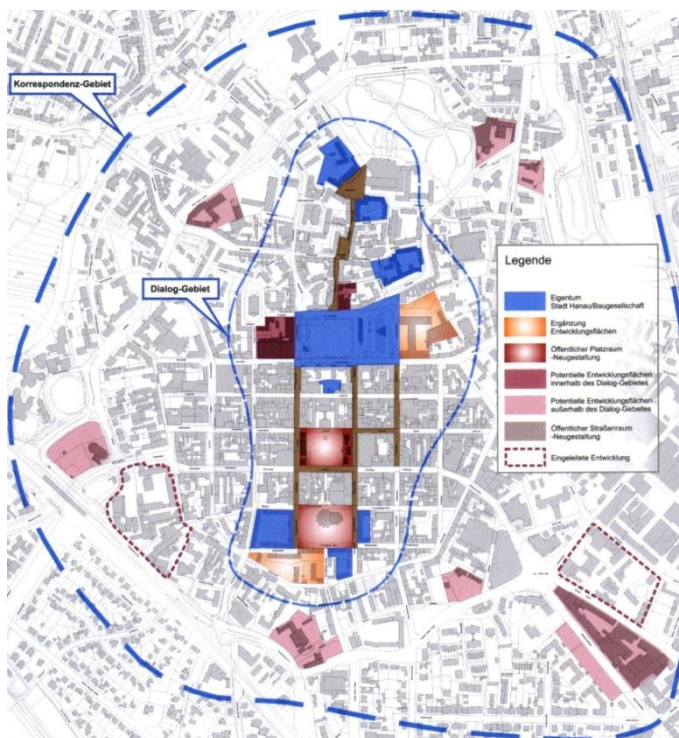 Korrespondenz-Gebiet
Dialog-Gebiet
Legende
Eigentum
Stadt Hanau/Baugesellschaft
Ergänzung
Entwicklungsflächen
Öffentlicher Platzraum
-Neugestaltung
Potentielle Entwicklungsflächen
innerhalb des Dialog-Gebietes
Potentielle Entwicklungsflächen
außerhalb des Dialog-Gebietes
Öffentlicher Straßenraum
-Neugestaltung
Eingeleitete Entwicklung